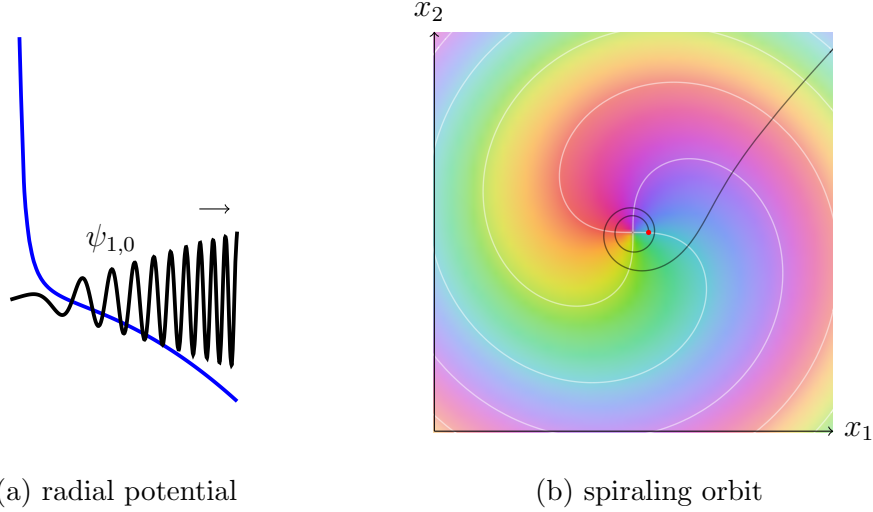 x₂
ψ₁,₀
x₁
a) radial potential
(b) spiraling orbit